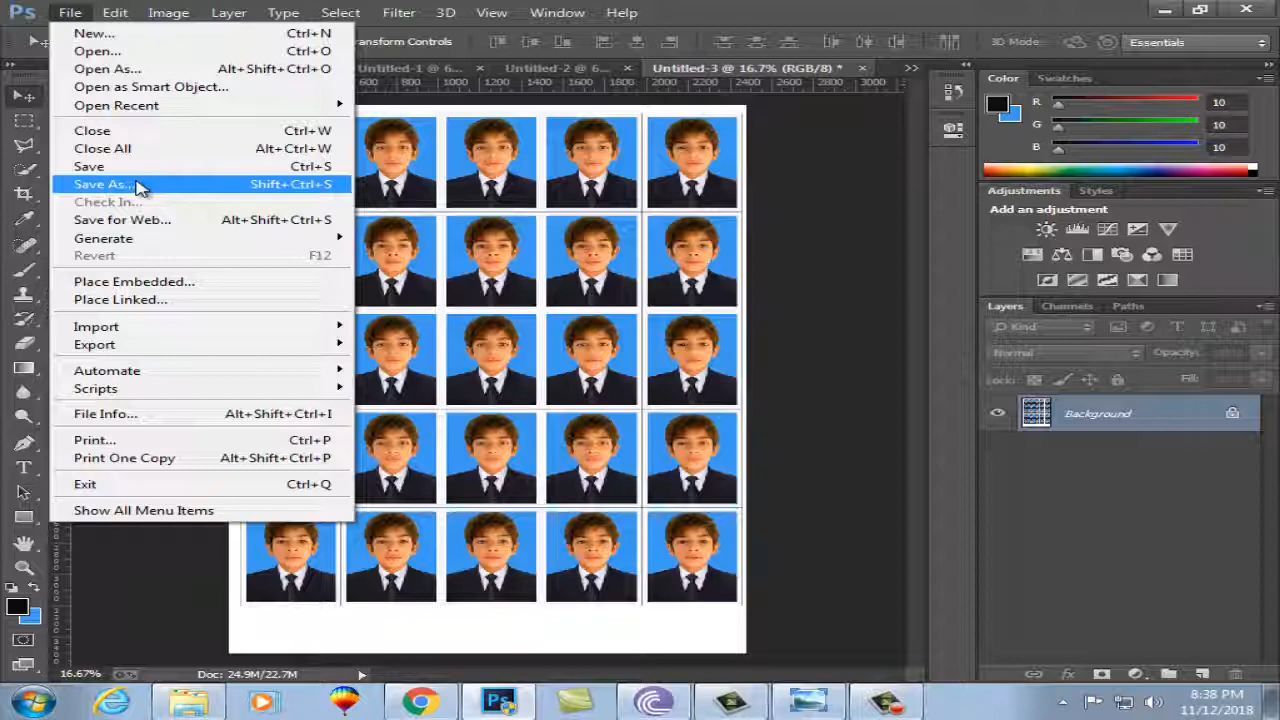 Ps File Edit Image Layer Type Select Filter 3D View Window Help
ansform Controls 3D Mode: Essentials
Untitled-1 @ 6... × Untitled-2 @ 6... × Untitled-3 @ 16.7% (RGB/8) * × >>
600 800 1000 1200 1400 1600 1800 2000 2200 2400 2600 2800 3000
New... Ctrl+N
Open... Ctrl+O
Open As... Alt+Shift+Ctrl+O
Open as Smart Object...
Open Recent
Close Ctrl+W
Close All Alt+Ctrl+W
Save Ctrl+S
Save As... Shift+Ctrl+S
Check In...
Save for Web... Alt+Shift+Ctrl+S
Generate
Revert F12
Place Embedded...
Place Linked...
Import
Export
Automate
Scripts
File Info... Alt+Shift+Ctrl+I
Print... Ctrl+P
Print One Copy Alt+Shift+Ctrl+P
Exit Ctrl+Q
Show All Menu Items
Color Swatches
R 10
G 10
B 10
Adjustments Styles
Add an adjustment
Layers Channels Paths
Kind
Normal Opacity:
Lock: Fill:
Background
16.67% Doc: 24.9M/22.7M
Ps
8:38 PM
11/12/2018